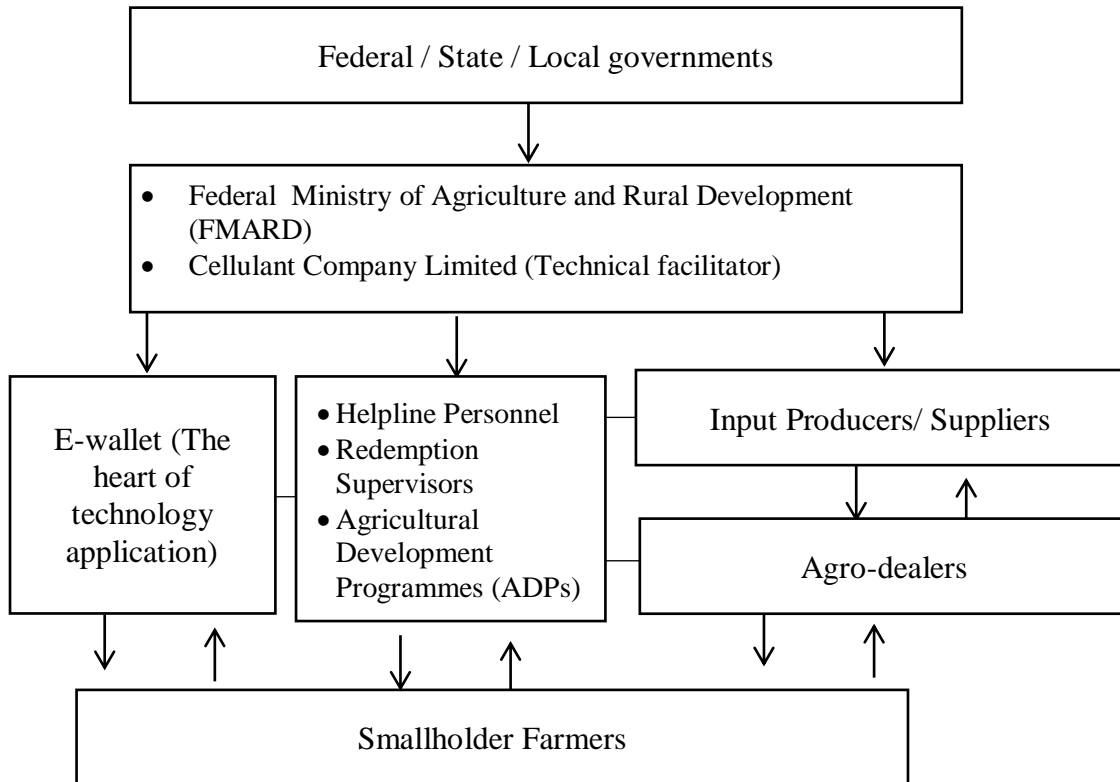 Federal / State / Local governments
• Federal Ministry of Agriculture and Rural Development
(FMARD)
• Cellulant Company Limited (Technical facilitator)
E-wallet (The
heart of
technology
application)
• Helpline Personnel
• Redemption
Supervisors
• Agricultural
Development
Programmes (ADPs)
Input Producers/ Suppliers
Agro-dealers
Smallholder Farmers